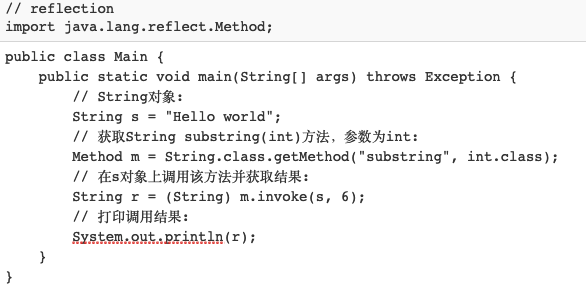 // reflection
import java.lang.reflect.Method;
public class Main {
    public static void main(String[] args) throws Exception {
        // String对象:
        String s = "Hello world";
        // 获取String substring(int)方法，参数为int:
        Method m = String.class.getMethod("substring", int.class);
        // 在s对象上调用该方法并获取结果:
        String r = (String) m.invoke(s, 6);
        // 打印调用结果:
        System.out.println(r);
    }
}